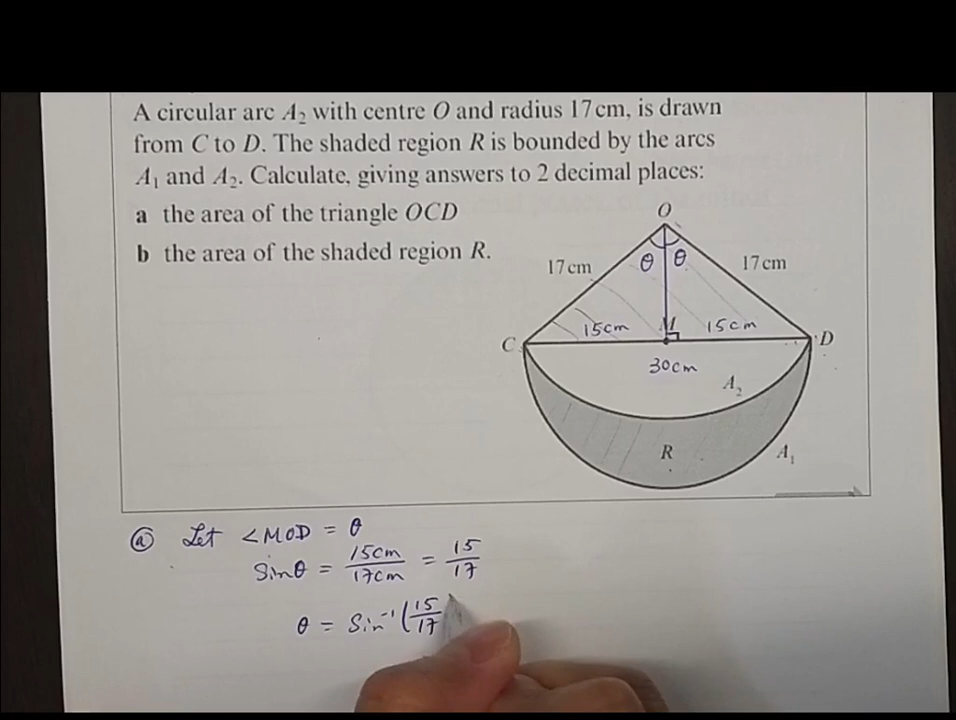 A circular arc A₂ with centre O and radius 17 cm, is drawn
from C to D. The shaded region R is bounded by the arcs
A₁ and A₂. Calculate, giving answers to 2 decimal places:
a the area of the triangle OCD
b the area of the shaded region R.
O
17 cm
θ θ
17 cm
15cm
M
15cm
C
D
30cm
A₂
R
A₁
ⓐ Let ∠MOD = θ
Sinθ = 15cm/17cm = 15/17
θ = Sin⁻¹(15/17